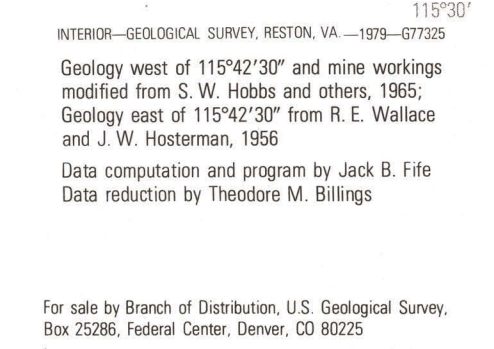 115°30′
INTERIOR—GEOLOGICAL SURVEY, RESTON, VA.—1979—G77325
Geology west of 115°42′30″ and mine workings
modified from S. W. Hobbs and others, 1965;
Geology east of 115°42′30″ from R. E. Wallace
and J. W. Hosterman, 1956
Data computation and program by Jack B. Fife
Data reduction by Theodore M. Billings
For sale by Branch of Distribution, U.S. Geological Survey,
Box 25286, Federal Center, Denver, CO 80225